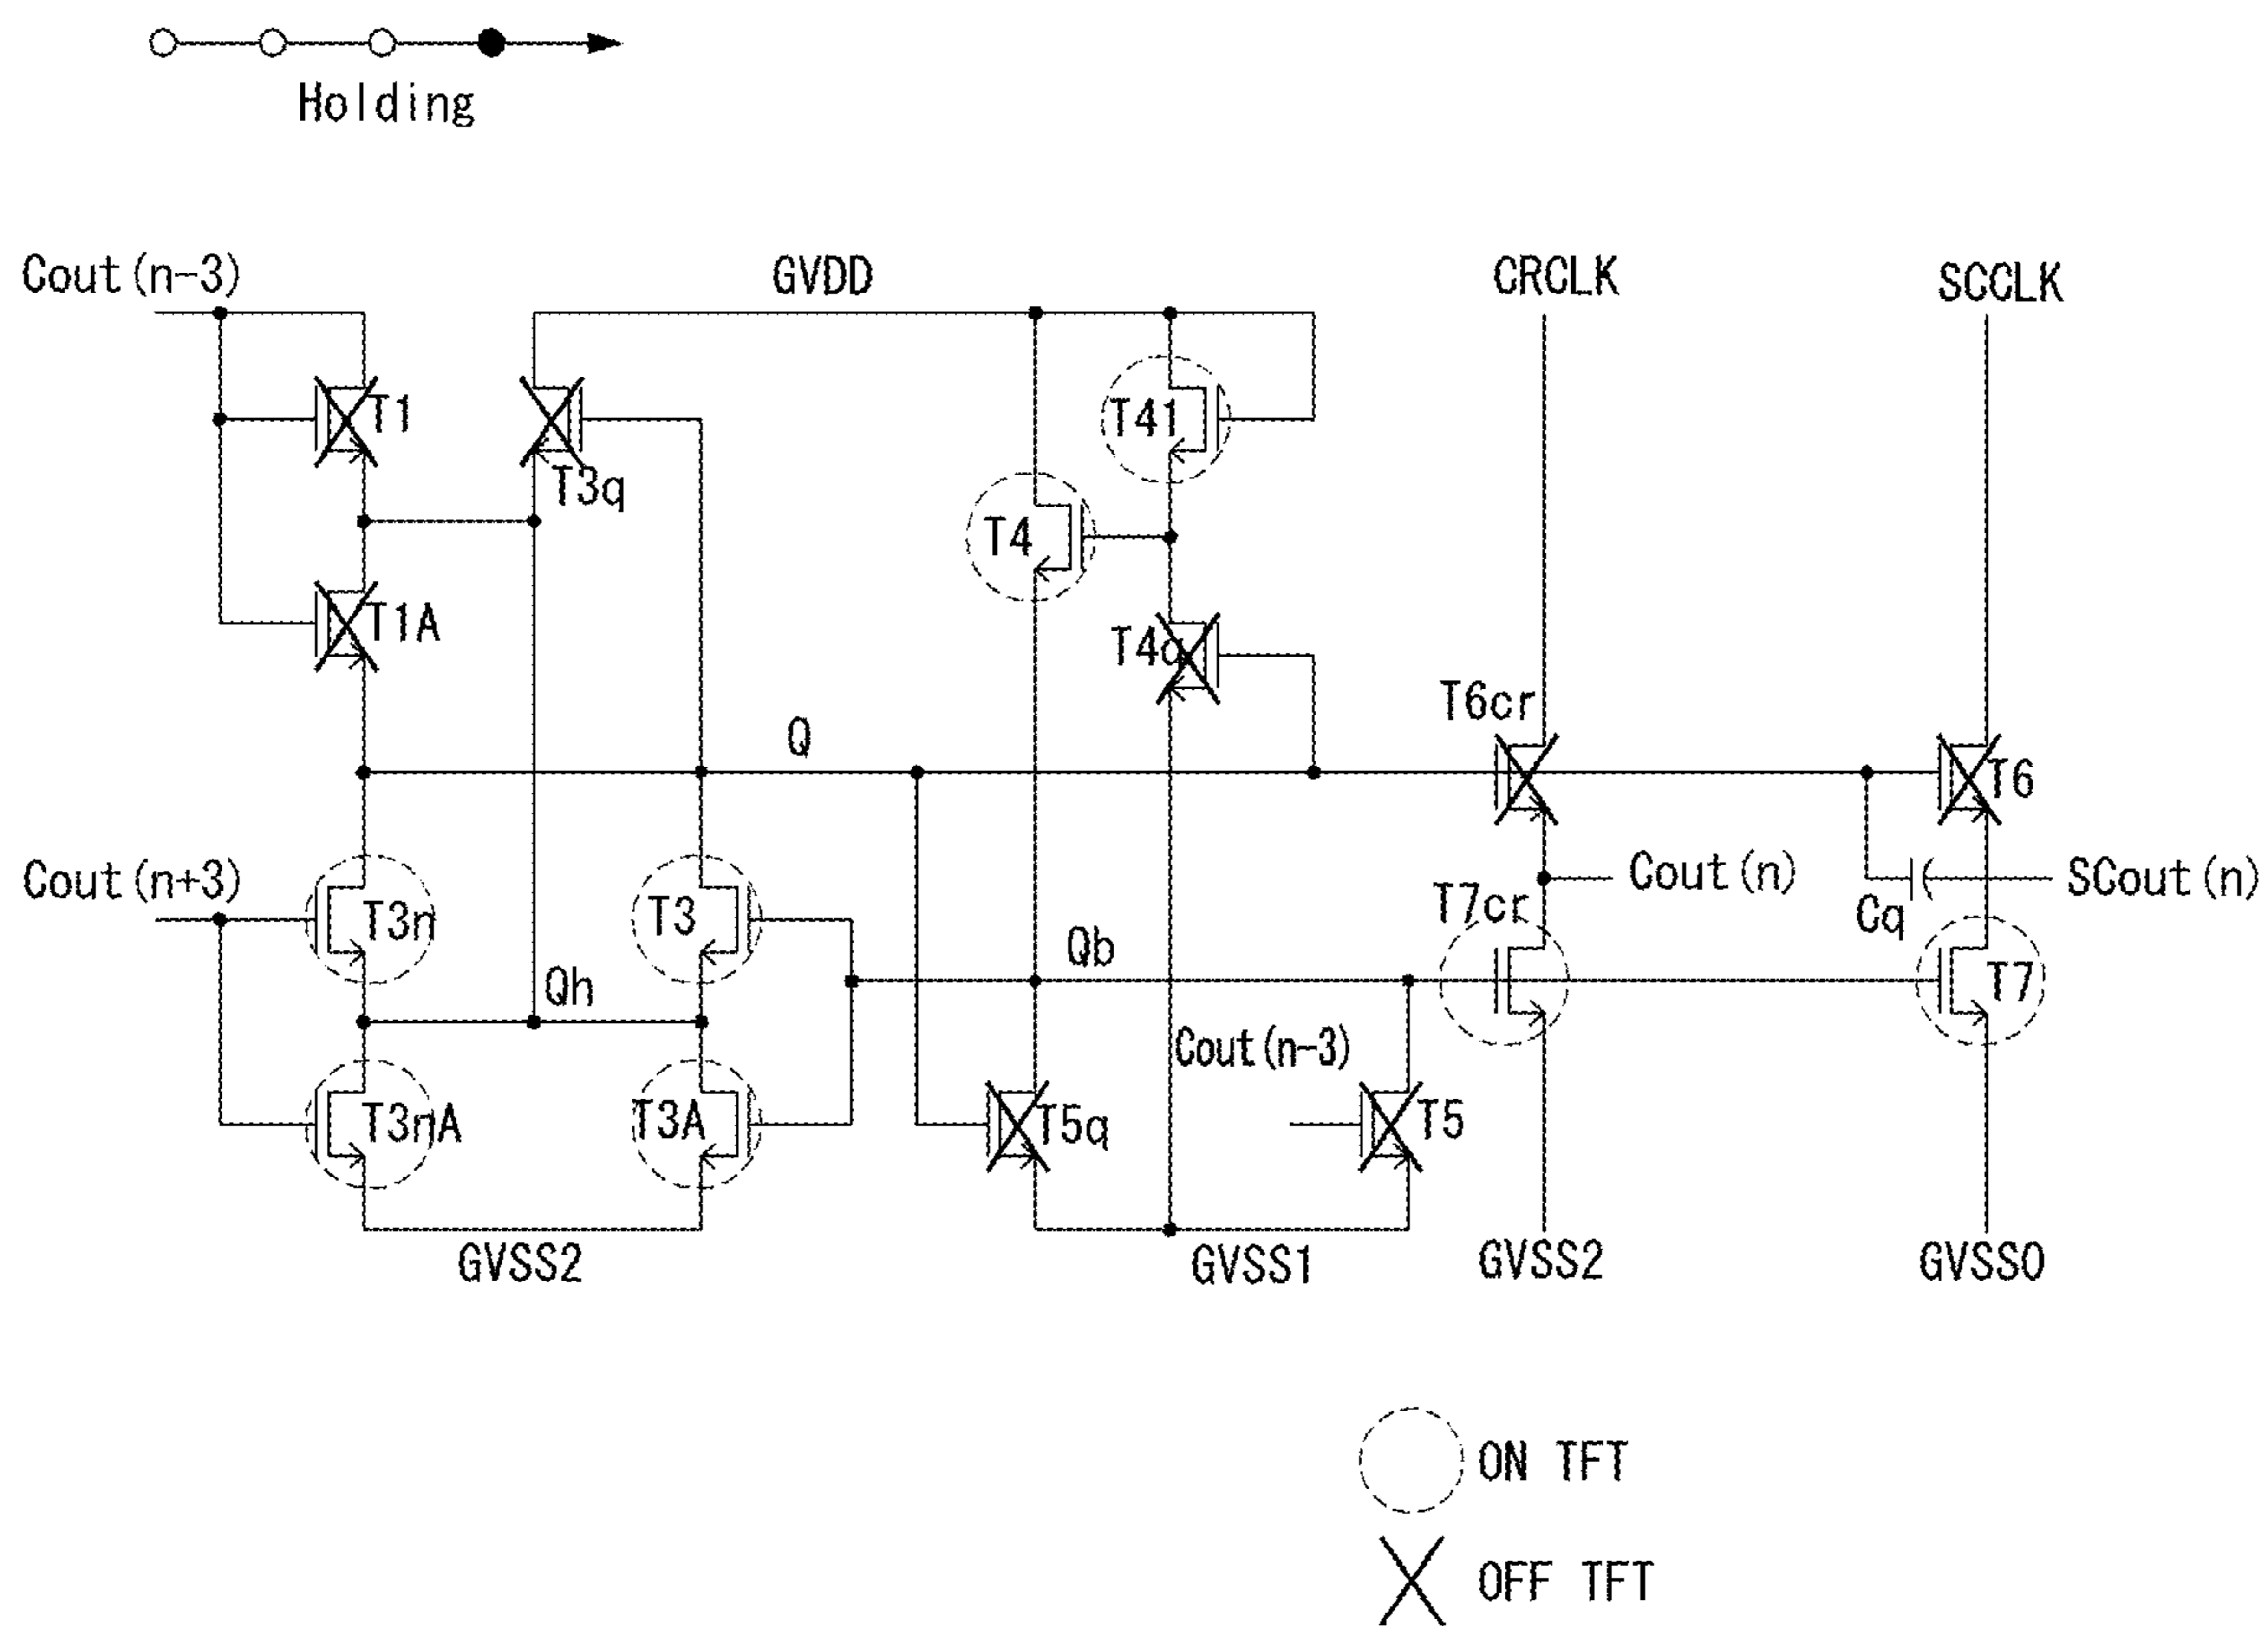 Holding
Cout(n-3)
GVDD
CRCLK
SCCLK
T1
T3q
T41
T4
T1A
T4q
T6cr
Q
T6
Cout(n+3)
T3n
T3
T7cr
Cout(n)
Cq
SCout(n)
Qh
Qb
T7
Cout(n-3)
T3nA
T3A
T5q
T5
GVSS2
GVSS1
GVSS2
GVSS0
ON TFT
OFF TFT